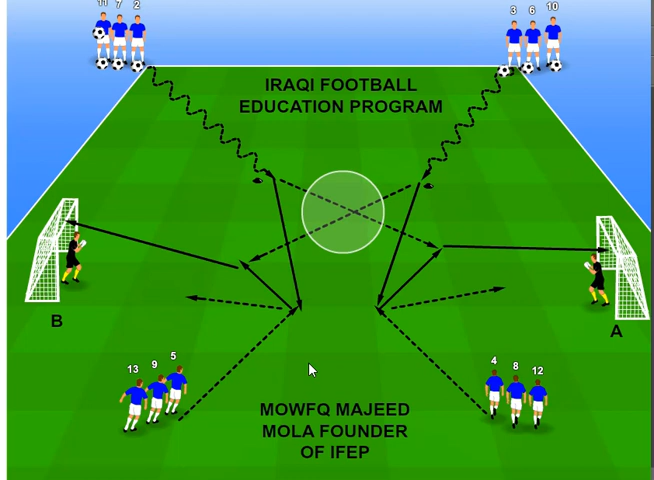 11 7 2
3 6 10
IRAQI FOOTBALL
EDUCATION PROGRAM
B
A
13 9 5
4 8 12
MOWFQ MAJEED
MOLA FOUNDER
OF IFEP